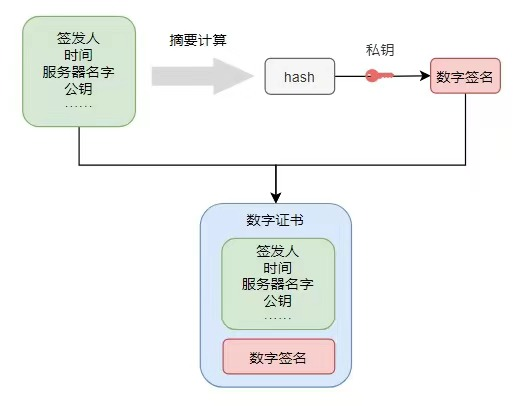 签发人
时间
服务器名字
公钥
……
摘要计算
hash
私钥
数字签名
数字证书
签发人
时间
服务器名字
公钥
……
数字签名